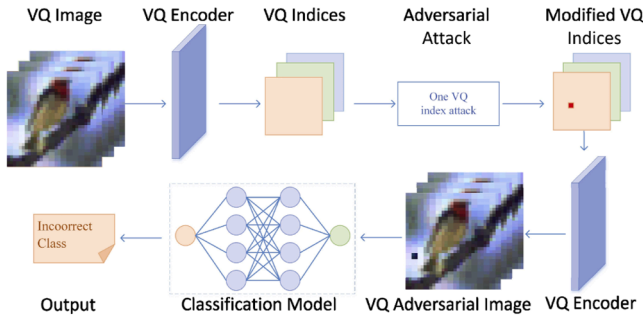 VQ Image
VQ Encoder
VQ Indices
Adversarial
Attack
Modified VQ
Indices
One VQ
index attack
Incoorrect
Class
Output
Classification Model
VQ Adversarial Image
VQ Encoder